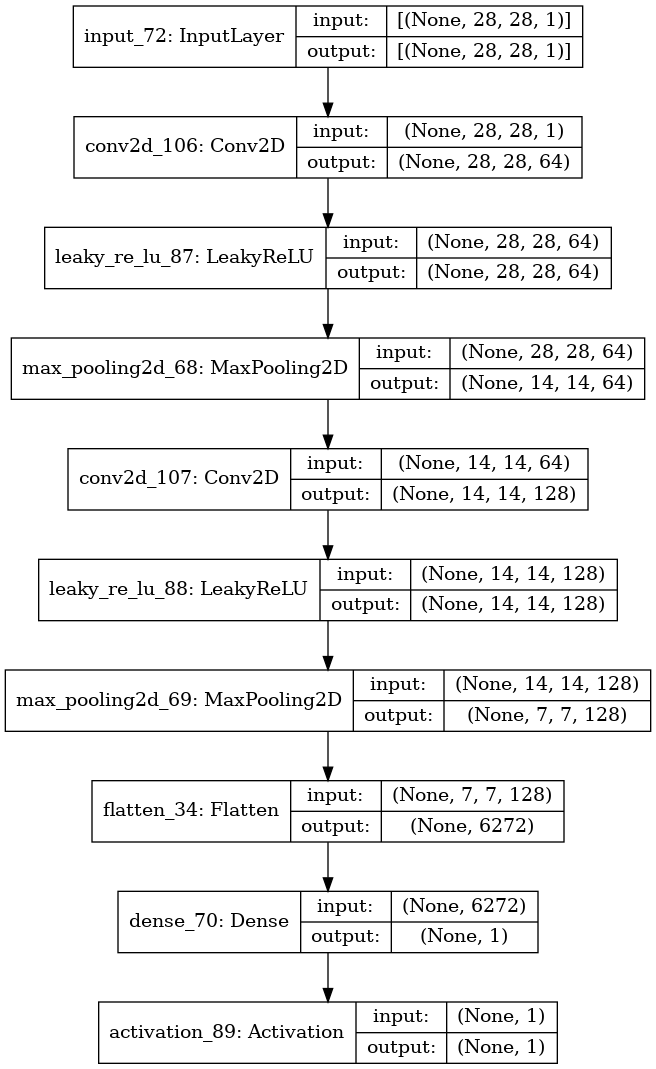 input_72: InputLayer
input:
[(None, 28, 28, 1)]
output:
[(None, 28, 28, 1)]
conv2d_106: Conv2D
input:
(None, 28, 28, 1)
output:
(None, 28, 28, 64)
leaky_re_lu_87: LeakyReLU
input:
(None, 28, 28, 64)
output:
(None, 28, 28, 64)
max_pooling2d_68: MaxPooling2D
input:
(None, 28, 28, 64)
output:
(None, 14, 14, 64)
conv2d_107: Conv2D
input:
(None, 14, 14, 64)
output:
(None, 14, 14, 128)
leaky_re_lu_88: LeakyReLU
input:
(None, 14, 14, 128)
output:
(None, 14, 14, 128)
max_pooling2d_69: MaxPooling2D
input:
(None, 14, 14, 128)
output:
(None, 7, 7, 128)
flatten_34: Flatten
input:
(None, 7, 7, 128)
output:
(None, 6272)
dense_70: Dense
input:
(None, 6272)
output:
(None, 1)
activation_89: Activation
input:
(None, 1)
output:
(None, 1)